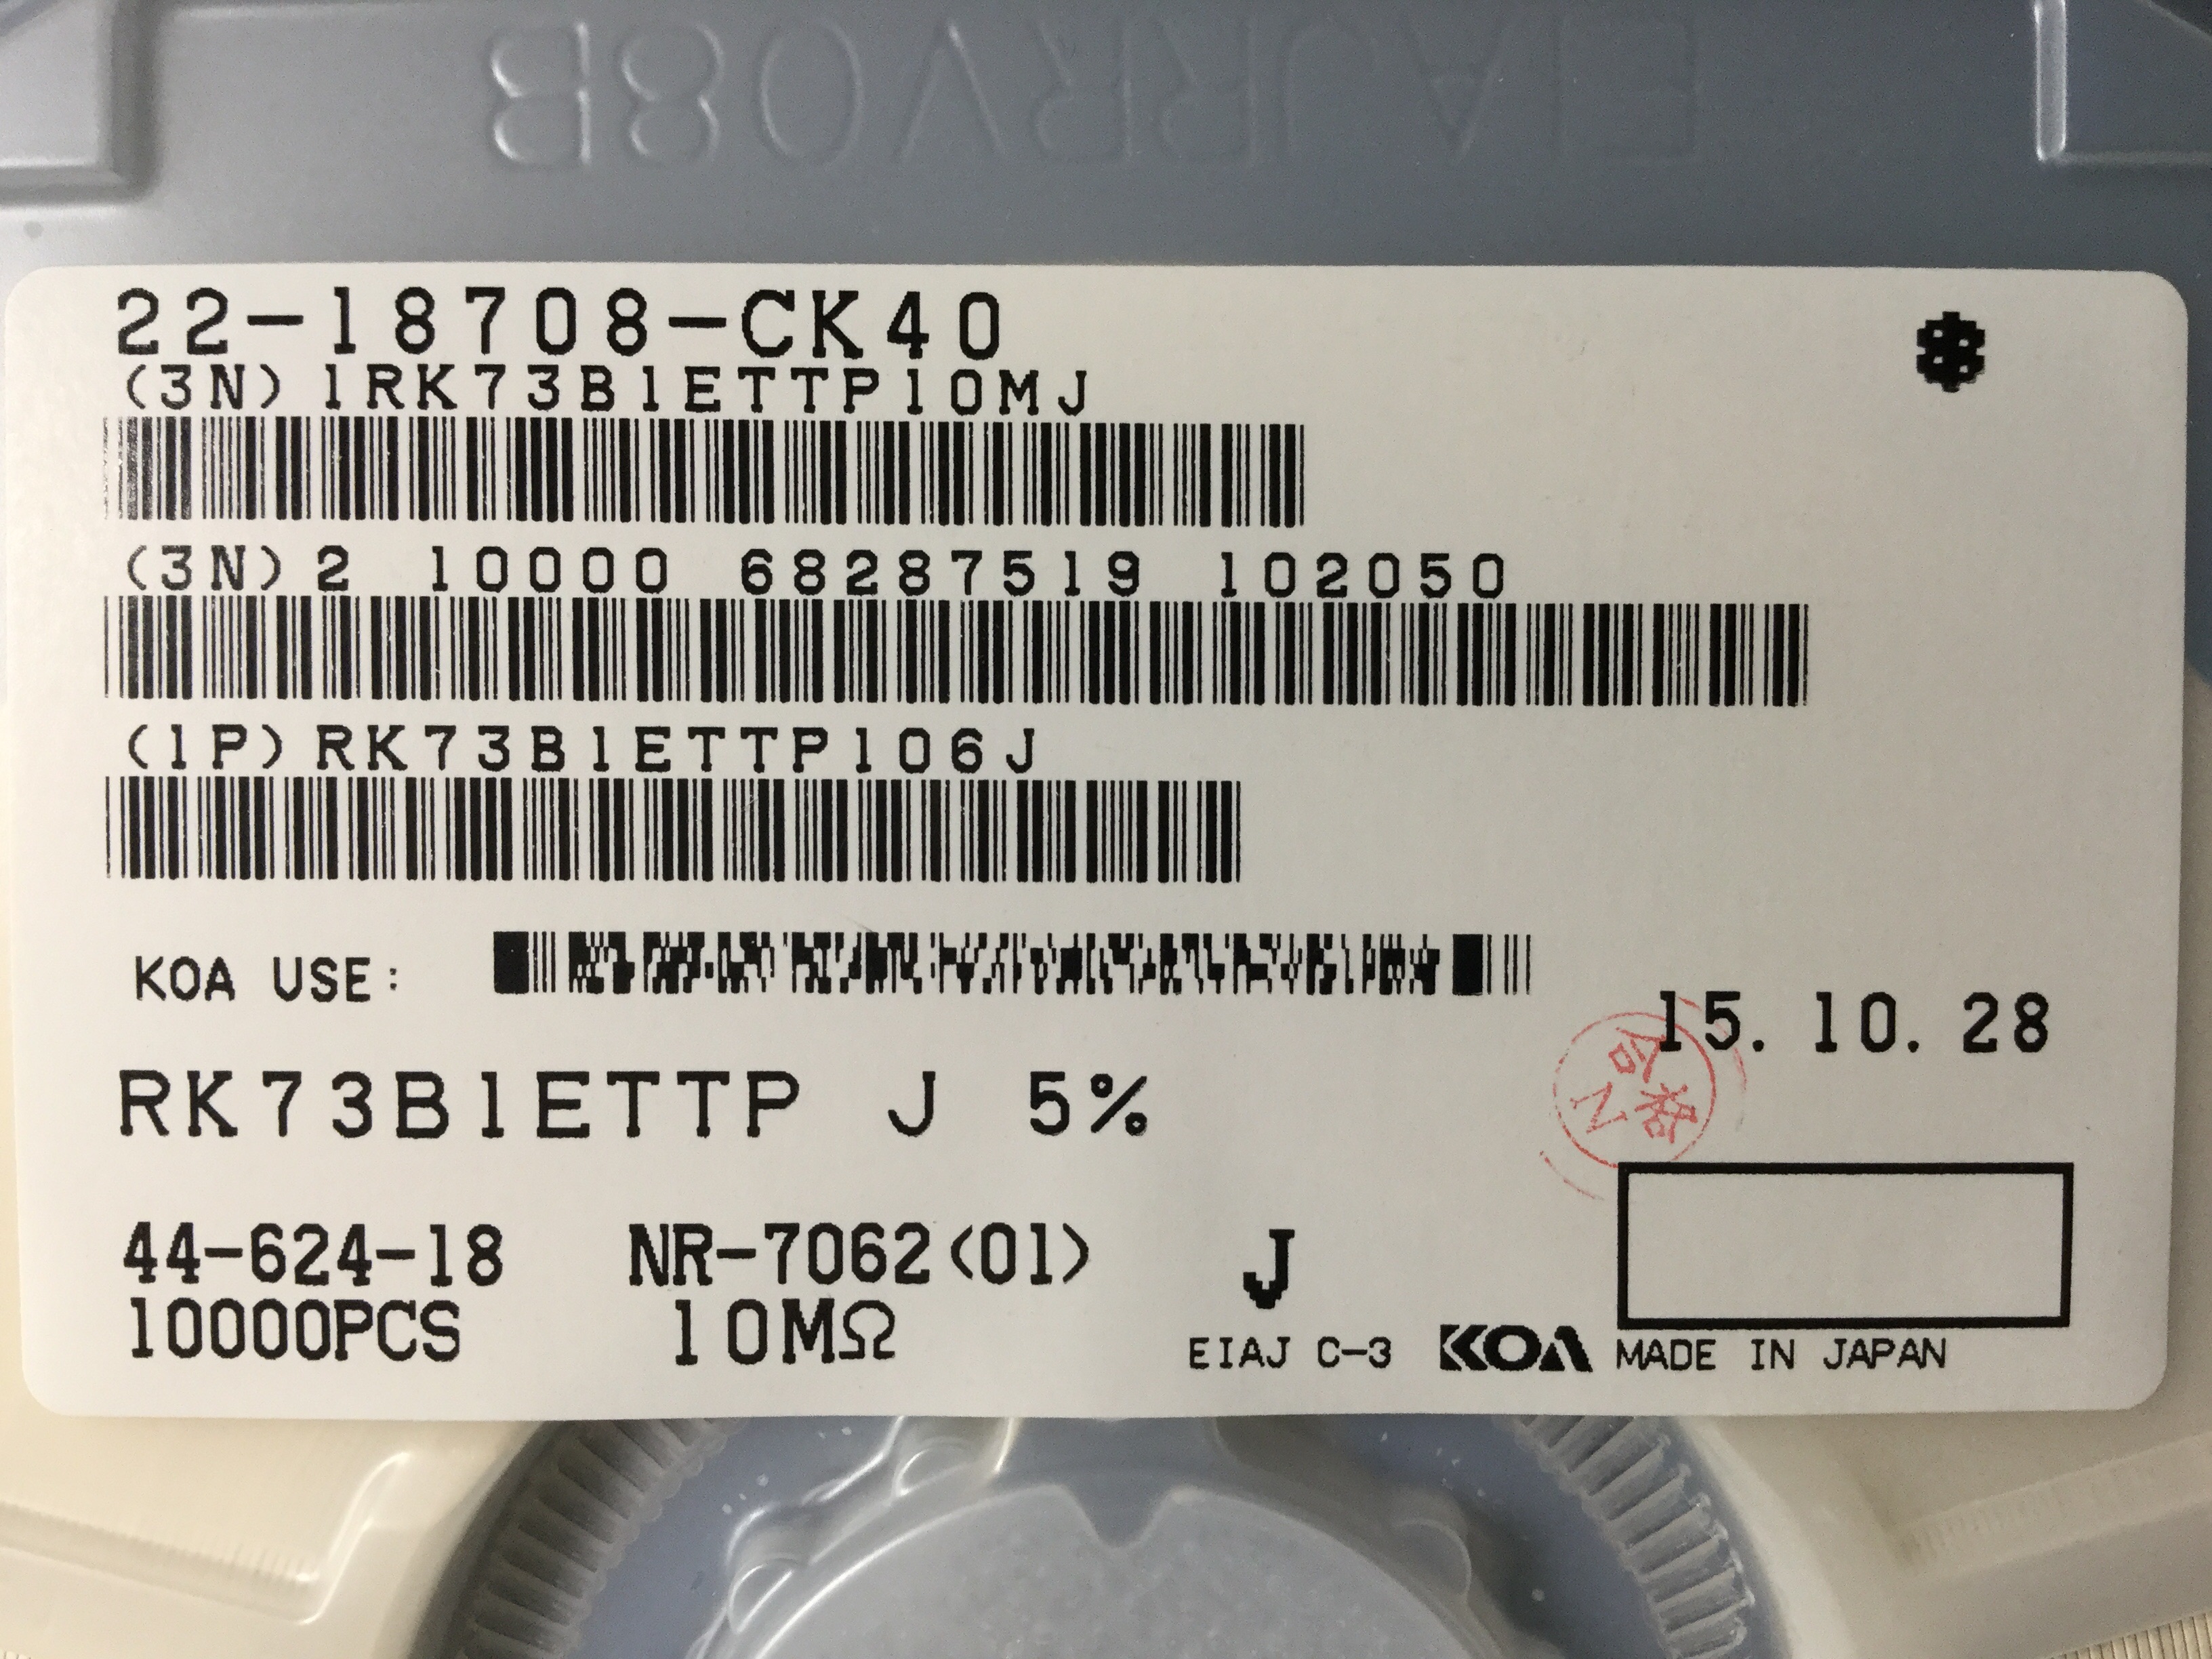 EIAJRRV08B
22-18708-CK40
(3N)1RK73B1ETTP10MJ
(3N)2 10000 68287519 102050
(1P)RK73B1ETTP106J
KOA USE:
15.10.28
合格
N
RK73B1ETTP J 5%
44-624-18 NR-7062(01) J
10000PCS 10MΩ
EIAJ C-3 KOA MADE IN JAPAN